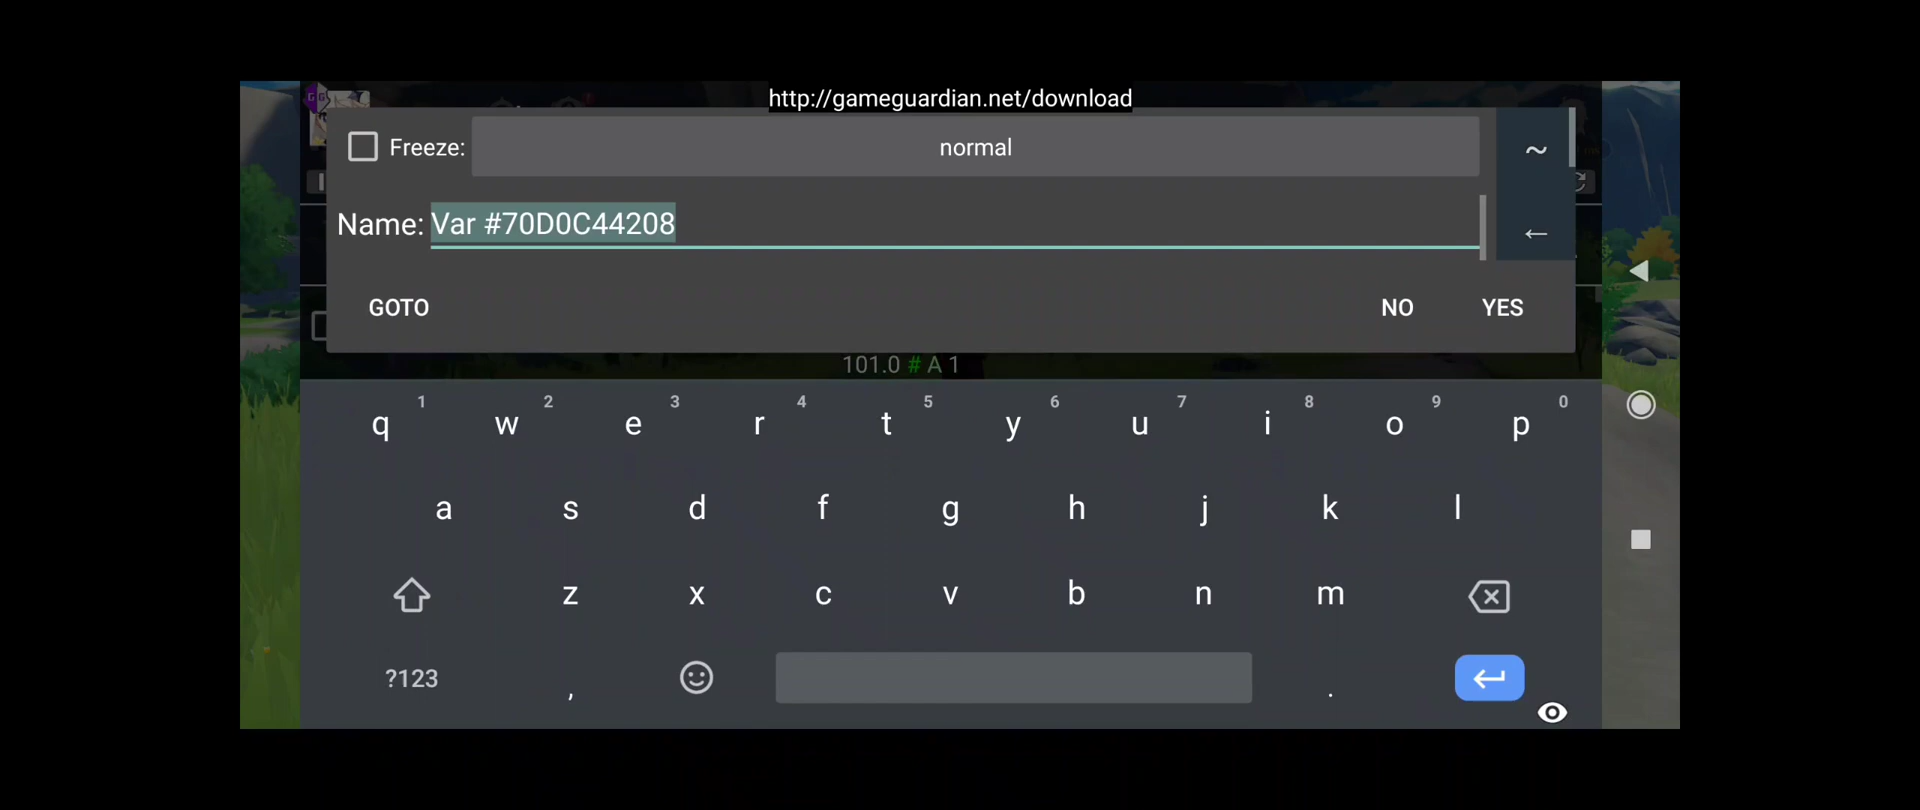 http://gameguardian.net/download
Freeze: normal ~
Name: Var #70D0C44208 ←
GOTO NO YES
101.0 # A 1
1 2 3 4 5 6 7 8 9 0
q w e r t y u i o p
a s d f g h j k l
z x c v b n m
?123 , .